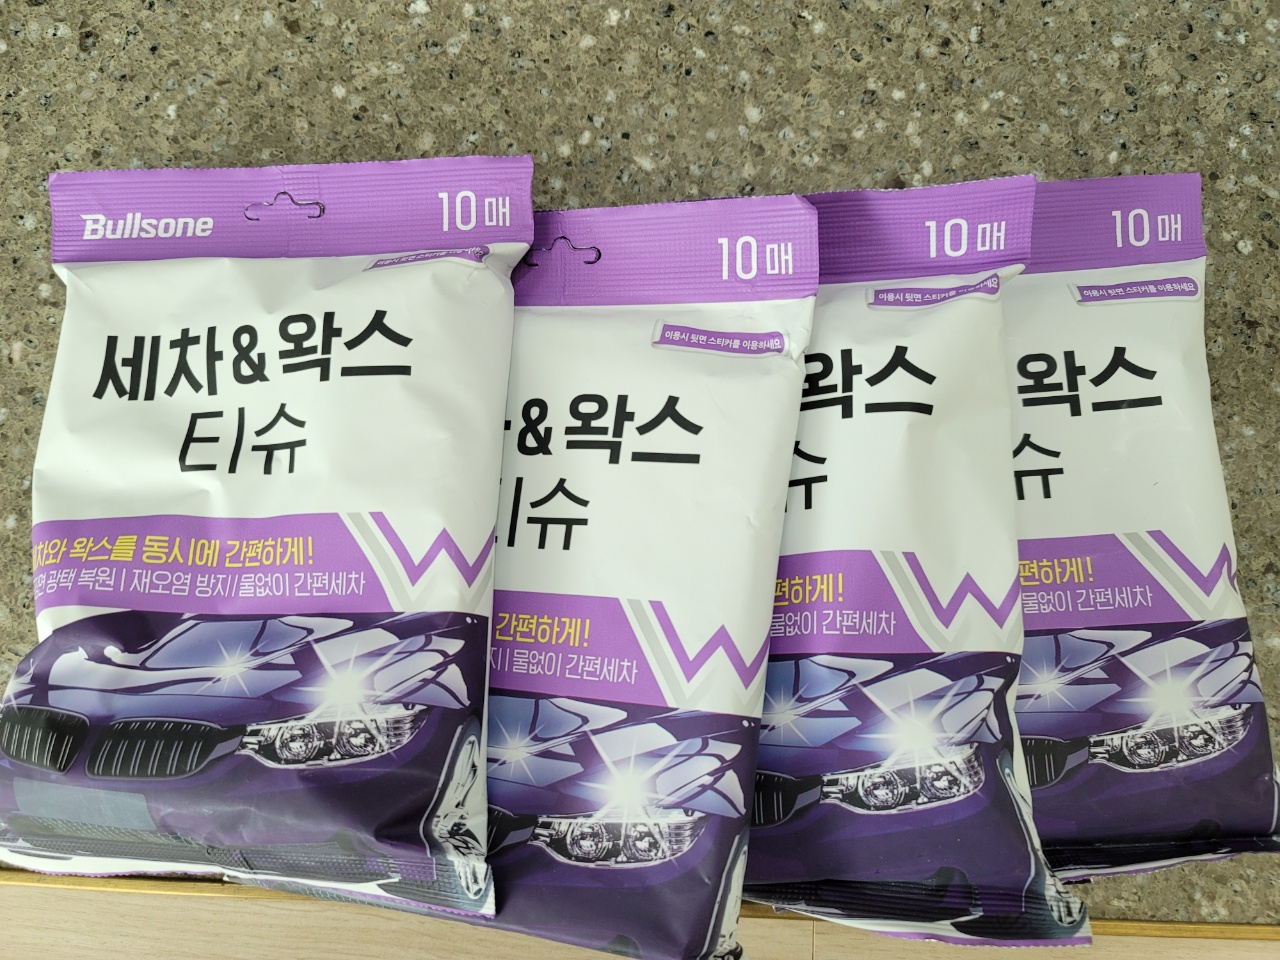 Bullsone
10매
세차&왁스
티슈
왁스를 동시에 간편하게!
광택 복원 | 재오염 방지 | 물없이 간편세차
10매
이용시 뒷면 스티커를 이용하세요
&왁스
슈
간편하게!
물없이 간편세차
10매
이용시 뒷면 스티커를 이용하세요
왁스
슈
편하게!
물없이 간편세차
10매
이용시 뒷면 스티커를 이용하세요
왁스
슈
편하게!
물없이 간편세차